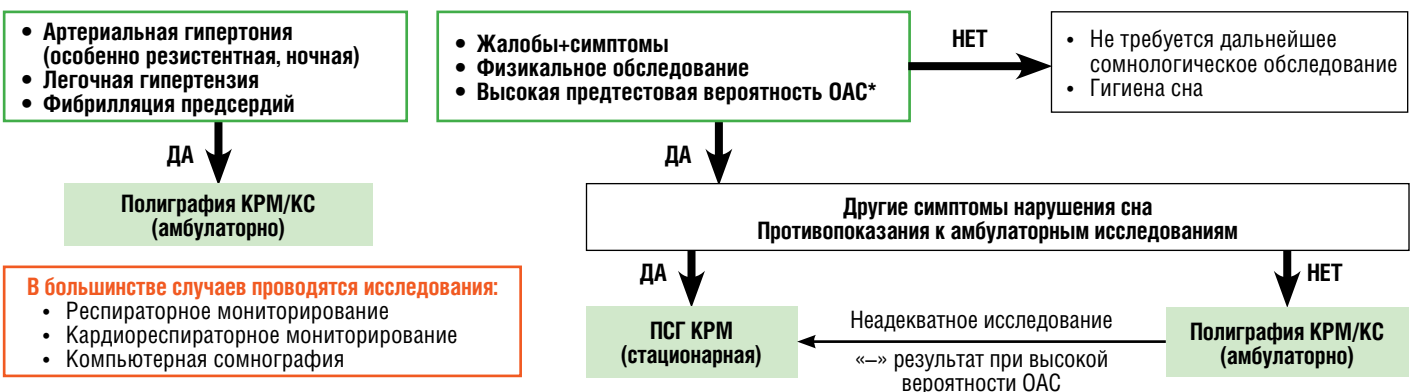 • Артериальная гипертония
(особенно резистентная, ночная)
• Легочная гипертензия
• Фибрилляция предсердий
ДА
Полиграфия КРМ/КС
(амбулаторно)
В большинстве случаев проводятся исследования:
• Респираторное мониторирование
• Кардиореспираторное мониторирование
• Компьютерная сомнография
• Жалобы+симптомы
• Физикальное обследование
• Высокая предтестовая вероятность ОАС*
НЕТ
• Не требуется дальнейшее
сомнологическое обследование
• Гигиена сна
ДА
Другие симптомы нарушения сна
Противопоказания к амбулаторным исследованиям
ДА
НЕТ
ПСГ КРМ
(стационарная)
Неадекватное исследование
«–» результат при высокой
вероятности ОАС
Полиграфия КРМ/КС
(амбулаторно)